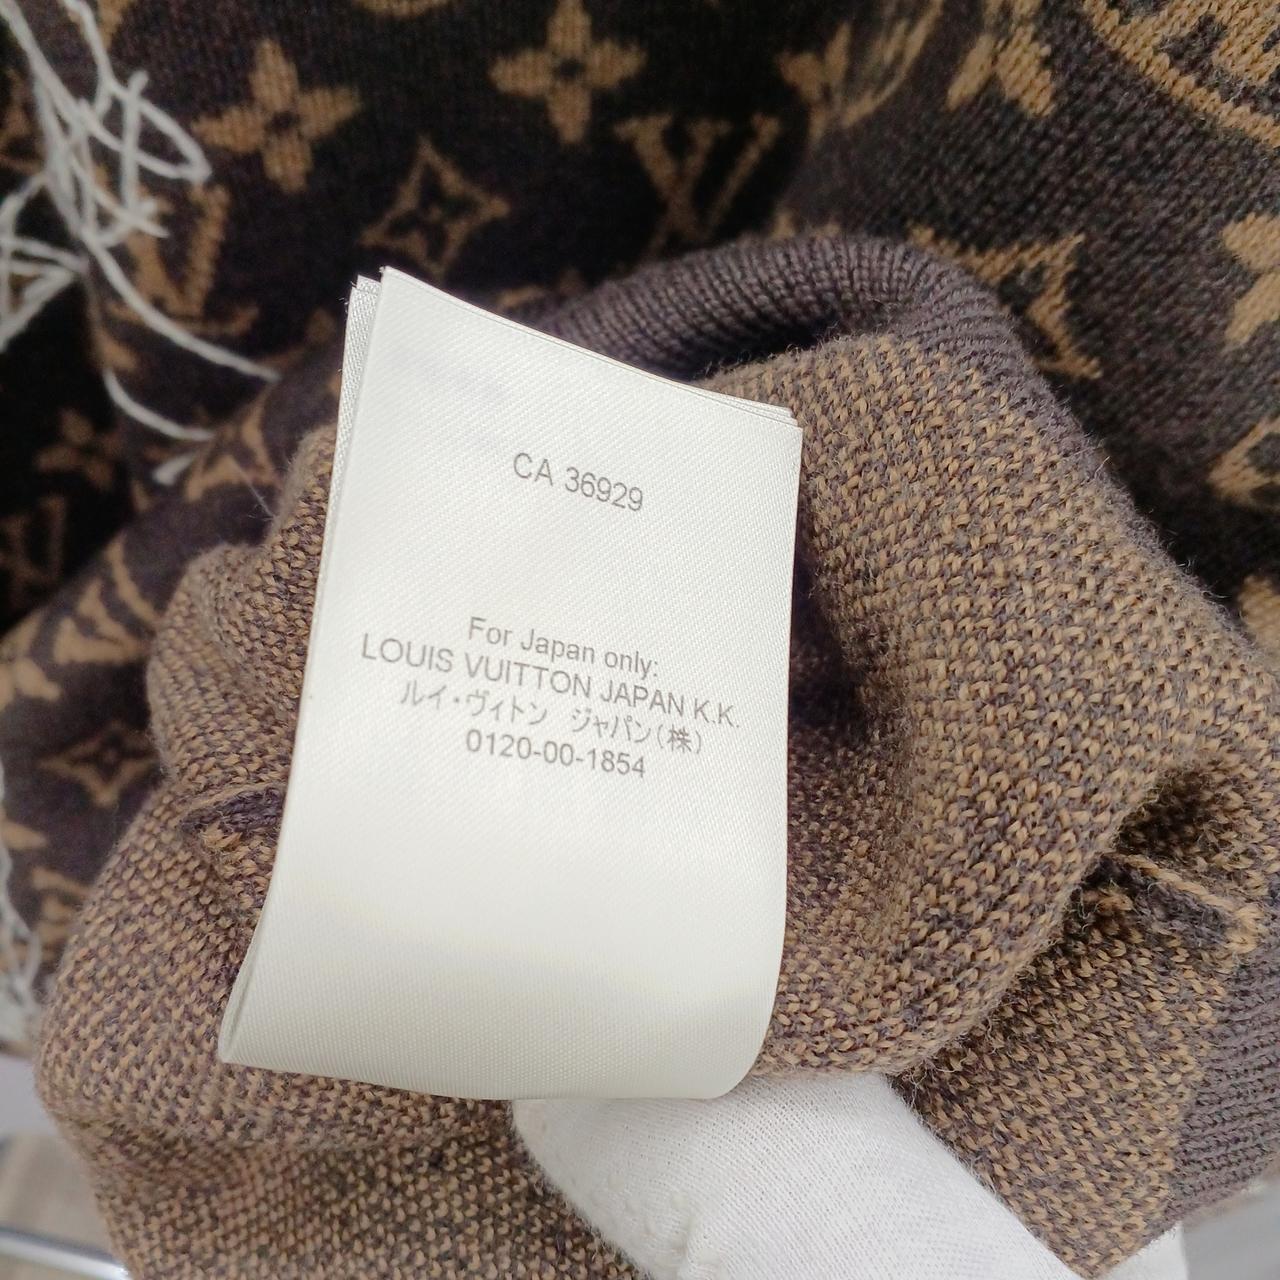 CA 36929
For Japan only:
LOUIS VUITTON JAPAN K.K.
ルイ・ヴィトン ジャパン(株)
0120-00-1854